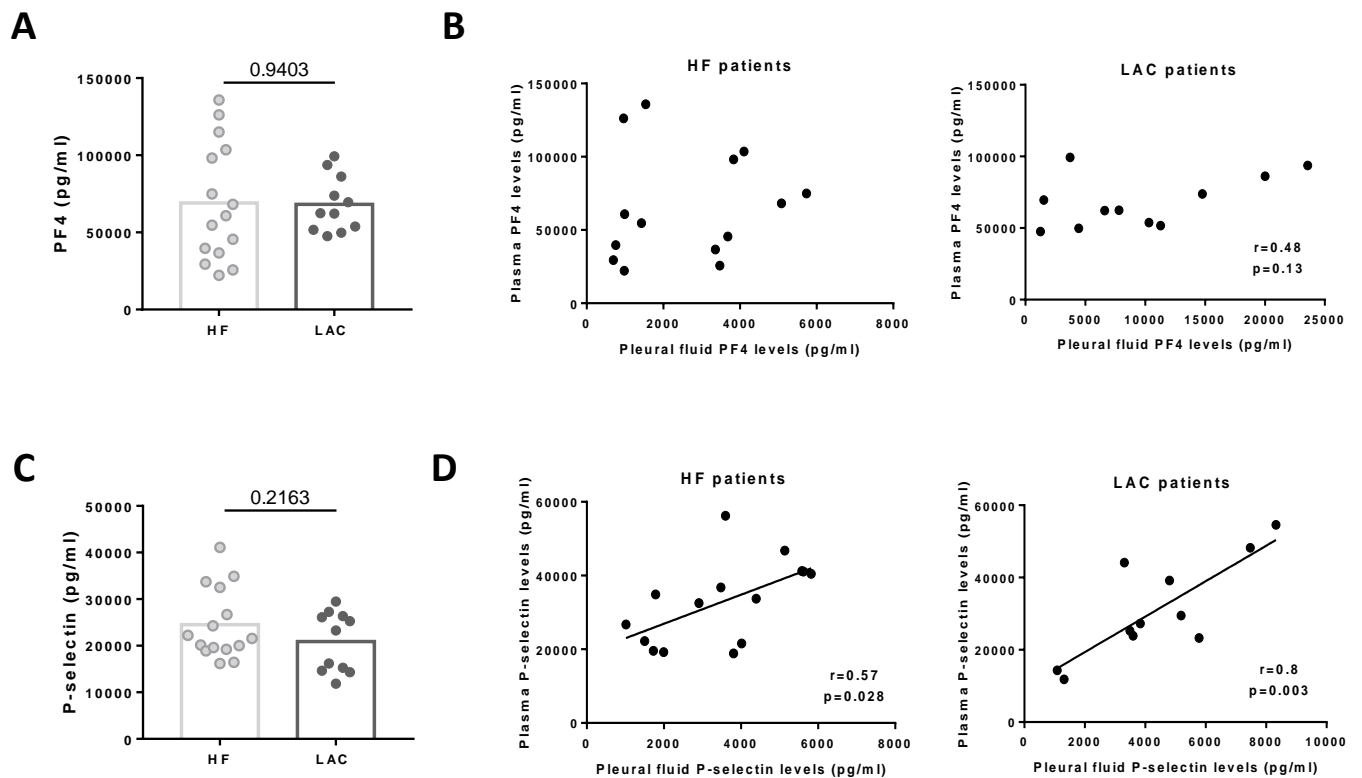 A
0.9403
150000
100000
50000
0
PF4 (pg/ml)
HF LAC
B
HF patients
150000
100000
50000
0
Plasma PF4 levels (pg/ml)
0 2000 4000 6000 8000
Pleural fluid PF4 levels (pg/ml)
LAC patients
150000
100000
50000
0
Plasma PF4 levels (pg/ml)
r=0.48
p=0.13
0 5000 10000 15000 20000 25000
Pleural fluid PF4 levels (pg/ml)
C
0.2163
50000
40000
30000
20000
10000
0
P-selectin (pg/ml)
HF LAC
D
HF patients
60000
40000
20000
0
Plasma P-selectin levels (pg/ml)
r=0.57
p=0.028
0 2000 4000 6000 8000
Pleural fluid P-selectin levels (pg/ml)
LAC patients
60000
40000
20000
0
Plasma P-selectin levels (pg/ml)
r=0.8
p=0.003
0 2000 4000 6000 8000 10000
Pleural fluid P-selectin levels (pg/ml)